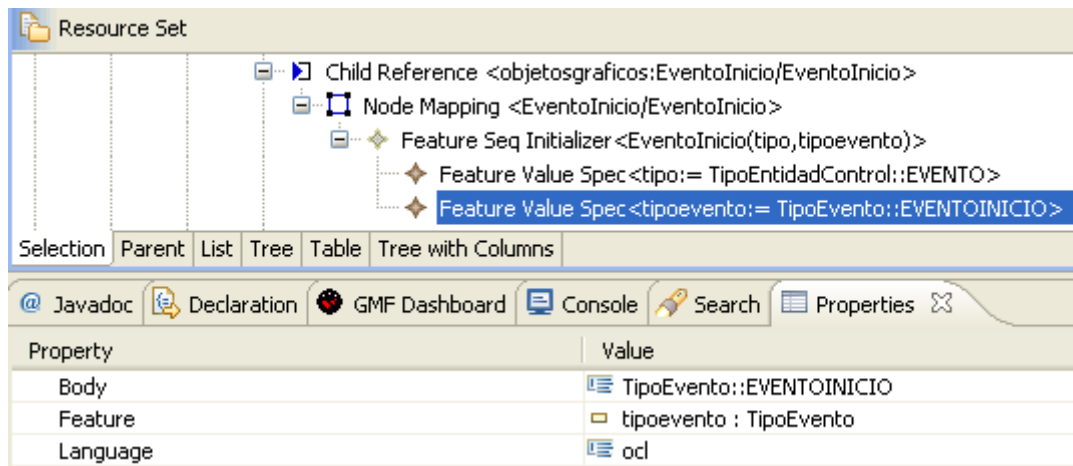 Resource Set
Child Reference <objetosgraficos:EventoInicio/EventoInicio>
Node Mapping <EventoInicio/EventoInicio>
Feature Seq Initializer<EventoInicio(tipo,tipoevento)>
Feature Value Spec<tipo:= TipoEntidadControl::EVENTO>
Feature Value Spec<tipoevento:= TipoEvento::EVENTOINICIO>
Selection Parent List Tree Table Tree with Columns
@ Javadoc Declaration GMF Dashboard Console Search Properties
Property Value
Body TipoEvento::EVENTOINICIO
Feature tipoevento : TipoEvento
Language ocl